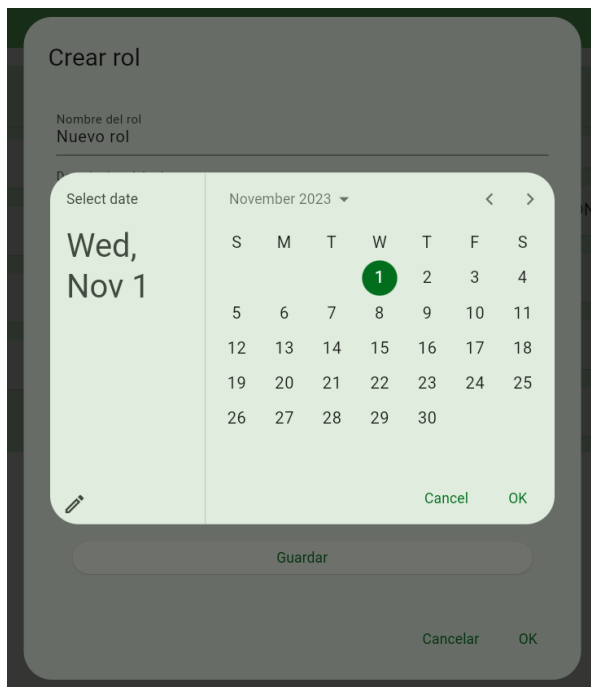 Crear rol
Nombre del rol
Nuevo rol
Select date
November 2023
Wed,
Nov 1
S M T W T F S
1 2 3 4
5 6 7 8 9 10 11
12 13 14 15 16 17 18
19 20 21 22 23 24 25
26 27 28 29 30
Cancel OK
Guardar
Cancelar OK